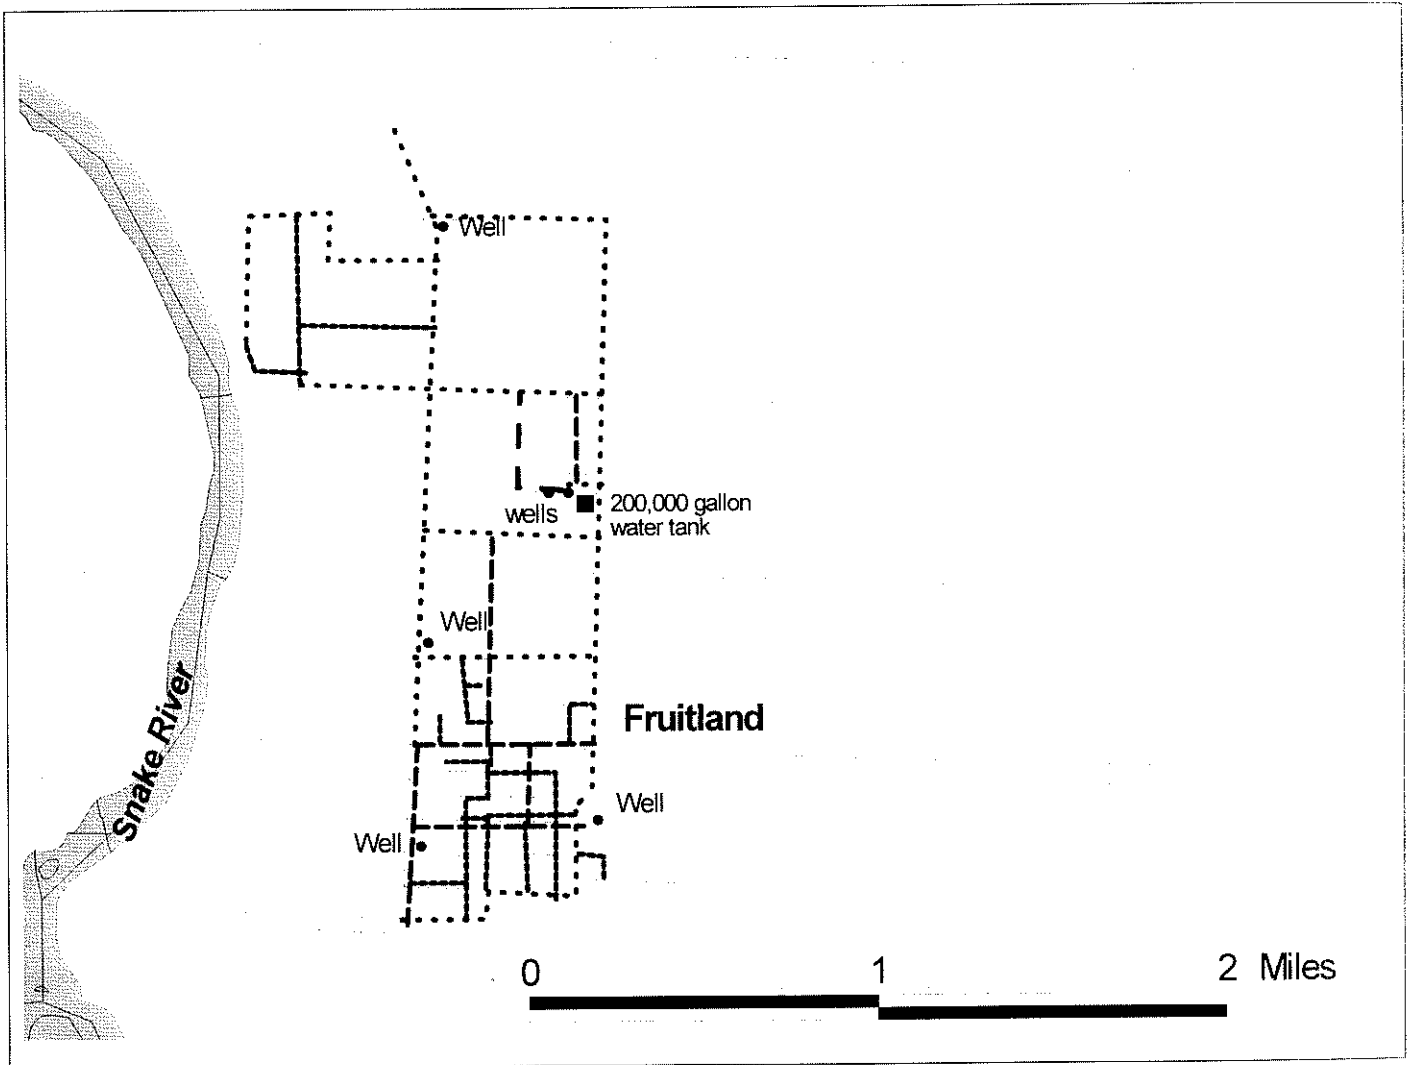 Well
wells
200,000 gallon
water tank
Well
Snake River
Fruitland
Well
Well
0 1 2 Miles